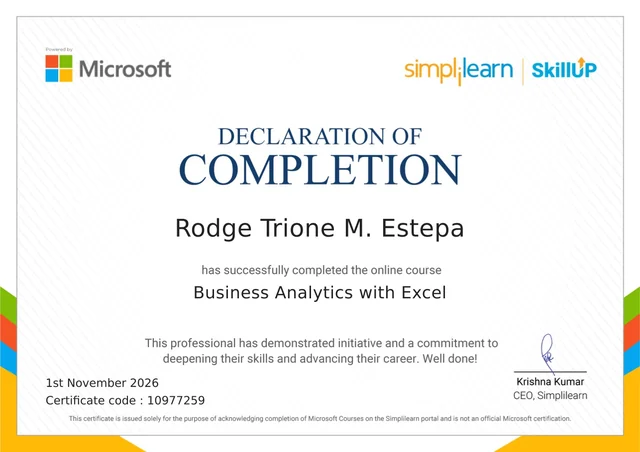 Powered by
Microsoft
simplilearn | SkillUP
DECLARATION OF
COMPLETION
Rodge Trione M. Estepa
has successfully completed the online course
Business Analytics with Excel
This professional has demonstrated initiative and a commitment to
deepening their skills and advancing their career. Well done!
1st November 2026
Certificate code : 10977259
Krishna Kumar
CEO, Simplilearn
This certificate is issued solely for the purpose of acknowledging completion of Microsoft Courses on the Simplilearn portal and is not an official Microsoft certification.